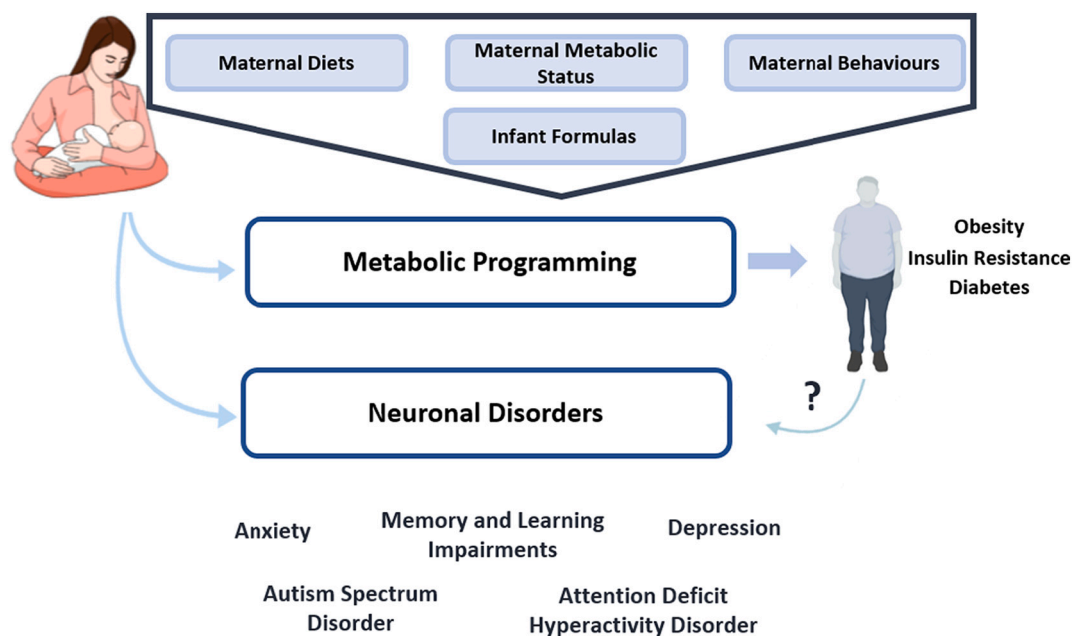 Maternal Diets
Maternal Metabolic
Status
Maternal Behaviours
Infant Formulas
Metabolic Programming
Obesity
Insulin Resistance
Diabetes
Neuronal Disorders
?
Anxiety
Memory and Learning
Impairments
Depression
Autism Spectrum
Disorder
Attention Deficit
Hyperactivity Disorder